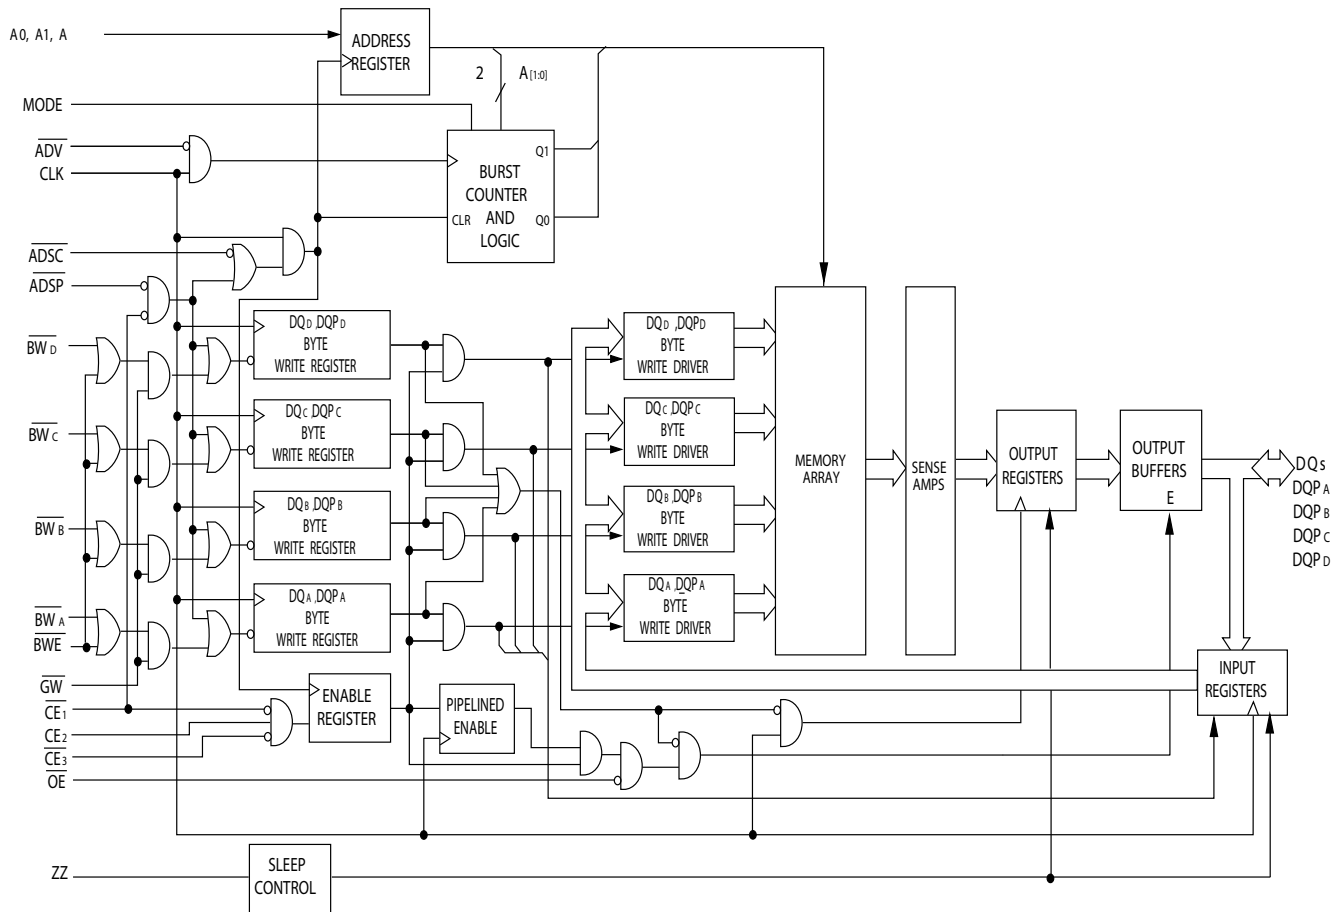 A0, A1, A
ADDRESS
REGISTER
2
A[1:0]
MODE
ADV
CLK
BURST
COUNTER
AND
LOGIC
CLR
Q1
Q0
ADSC
ADSP
DQD ,DQPD
BYTE
WRITE REGISTER
DQD ,DQPD
BYTE
WRITE DRIVER
BWD
DQC ,DQPC
BYTE
WRITE REGISTER
DQC ,DQPC
BYTE
WRITE DRIVER
BWC
MEMORY
ARRAY
SENSE
AMPS
OUTPUT
REGISTERS
OUTPUT
BUFFERS
E
DQs
DQPA
DQPB
DQPC
DQPD
DQB ,DQPB
BYTE
WRITE REGISTER
DQB ,DQPB
BYTE
WRITE DRIVER
BWB
DQA ,DQPA
BYTE
WRITE REGISTER
DQA ,DQPA
BYTE
WRITE DRIVER
BWA
BWE
INPUT
REGISTERS
GW
CE1
CE2
CE3
OE
ENABLE
REGISTER
PIPELINED
ENABLE
ZZ
SLEEP
CONTROL